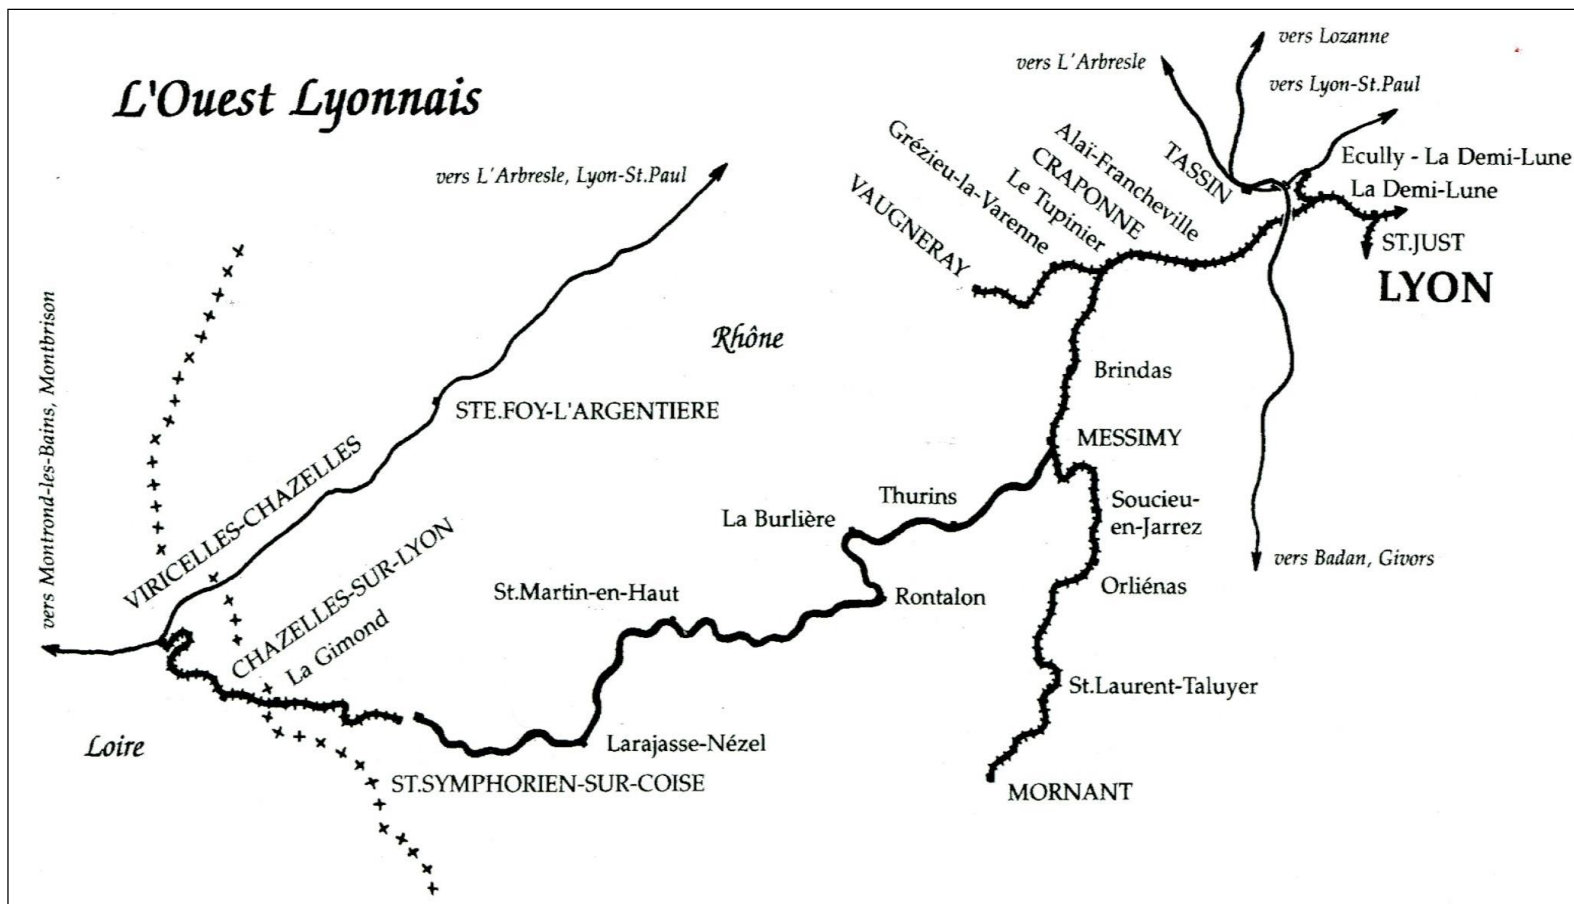 L'Ouest Lyonnais
vers Lozanne
vers L'Arbresle
vers Lyon-St.Paul
vers L'Arbresle, Lyon-St.Paul
VAUGNERAY
Grézieu-la-Varenne
Le Tupinier
CRAPONNE
Alaï-Francheville
TASSIN
Ecully - La Demi-Lune
La Demi-Lune
ST.JUST
LYON
vers Montrond-les-Bains, Montbrison
Rhône
Brindas
STE.FOY-L'ARGENTIERE
MESSIMY
VIRICELLES-CHAZELLES
Thurins
Soucieu-
en-Jarrez
La Burlière
CHAZELLES-SUR-LYON
La Gimond
vers Badan, Givors
St.Martin-en-Haut
Rontalon
Orliénas
St.Laurent-Taluyer
Loire
Larajasse-Nézel
ST.SYMPHORIEN-SUR-COISE
MORNANT